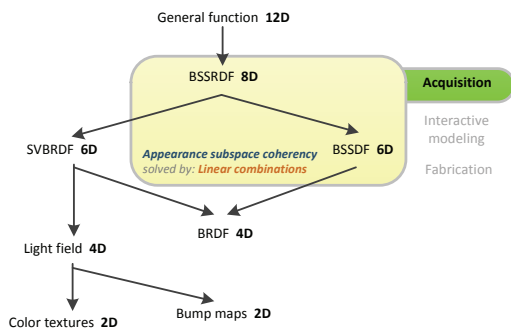 General function 12D
BSSRDF 8D
Acquisition
Interactive
modeling
Fabrication
SVBRDF 6D
Appearance subspace coherency
solved by: Linear combinations
BSSDF 6D
BRDF 4D
Light field 4D
Color textures 2D
Bump maps 2D